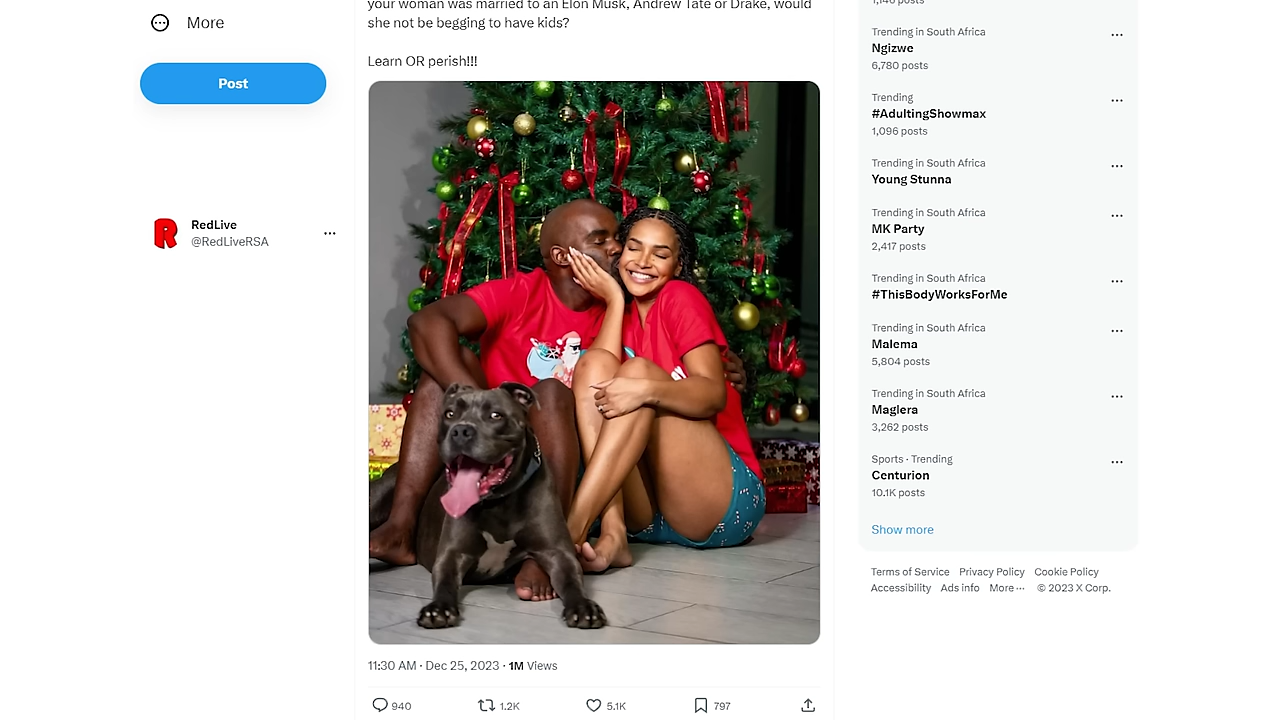 More
Post
RedLive
@RedLiveRSA
your woman was married to an Elon Musk, Andrew Tate or Drake, would
she not be begging to have kids?
Learn OR perish!!!
11:30 AM · Dec 25, 2023 · 1M Views
940
1.2K
5.1K
797
1,146 posts
Trending in South Africa
Ngizwe
6,780 posts
Trending
#AdultingShowmax
1,096 posts
Trending in South Africa
Young Stunna
Trending in South Africa
MK Party
2,417 posts
Trending in South Africa
#ThisBodyWorksForMe
Trending in South Africa
Malema
5,804 posts
Trending in South Africa
Maglera
3,262 posts
Sports · Trending
Centurion
10.1K posts
Show more
Terms of Service Privacy Policy Cookie Policy
Accessibility Ads info More ··· © 2023 X Corp.